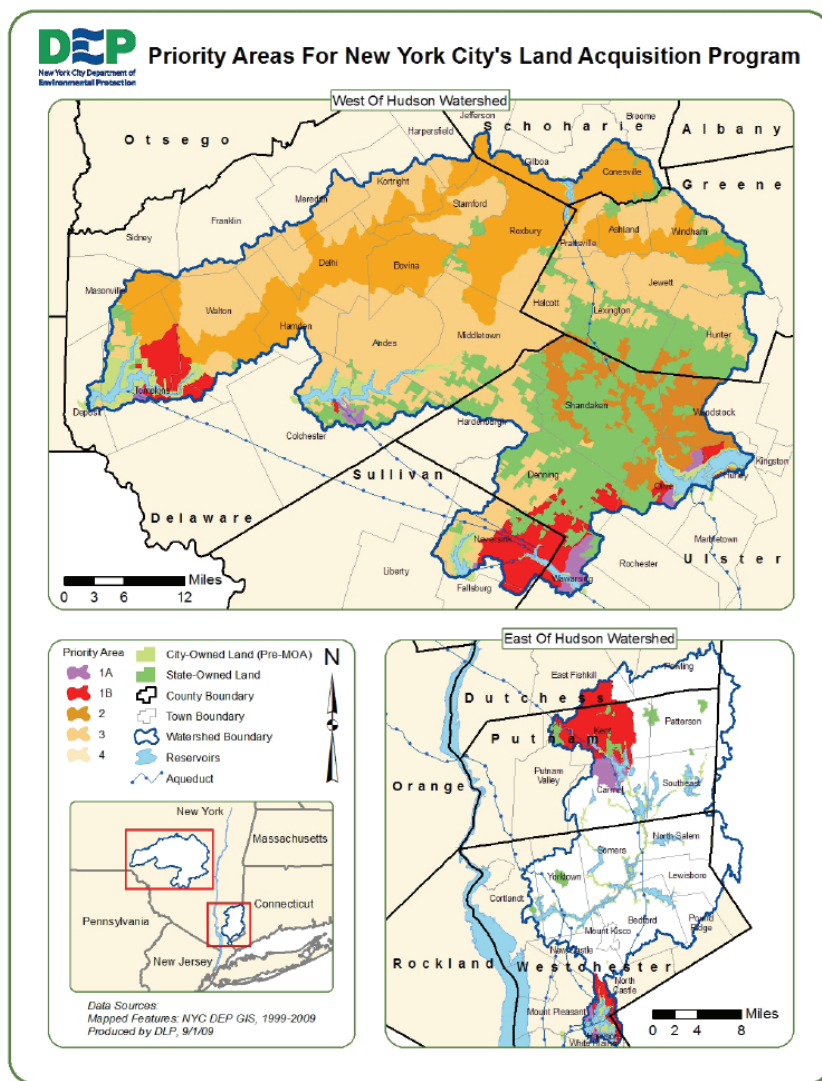 DEP
New York City Department of
Environmental Protection
Priority Areas For New York City's Land Acquisition Program
West Of Hudson Watershed
Jefferson
Broome
Otsego
Harpersfield
Schoharie
Albany
Gilboa
Conesville
Greene
Kortright
Meredith
Stamford
Franklin
Sidney
Roxbury
Ashland
Windham
Prattsville
Delhi
Bovina
Masonville
Walton
Jewett
Halcott
Lexington
Hamden
Andes
Middletown
Hunter
Tompkins
Deposit
Shandaken
Woodstock
Colchester
Hardenburgh
Kingston
Sullivan
Denning
Olive
Hurley
Delaware
Marbletown
Neversink
Rochester
Ulster
Liberty
Wawarsing
Fallsburg
Miles
0 3 6 12
Priority Area
1A
1B
2
3
4
City-Owned Land (Pre-MOA)
State-Owned Land
County Boundary
Town Boundary
Watershed Boundary
Reservoirs
Aqueduct
N
New York
Massachusetts
Connecticut
Pennsylvania
New Jersey
Data Sources:
Mapped Features: NYC DEP GIS, 1999-2009
Produced by DLP, 9/1/09
East Of Hudson Watershed
East Fishkill
Pawling
Dutchess
Kent
Patterson
Putnam
Putnam
Valley
Orange
Carmel
Southeast
North Salem
Somers
Yorktown
Lewisboro
Cortlandt
Bedford
Pound
Ridge
Mount Kisco
New Castle
Rockland
Westchester
North
Castle
Mount Pleasant
White Plains
Miles
0 2 4 8